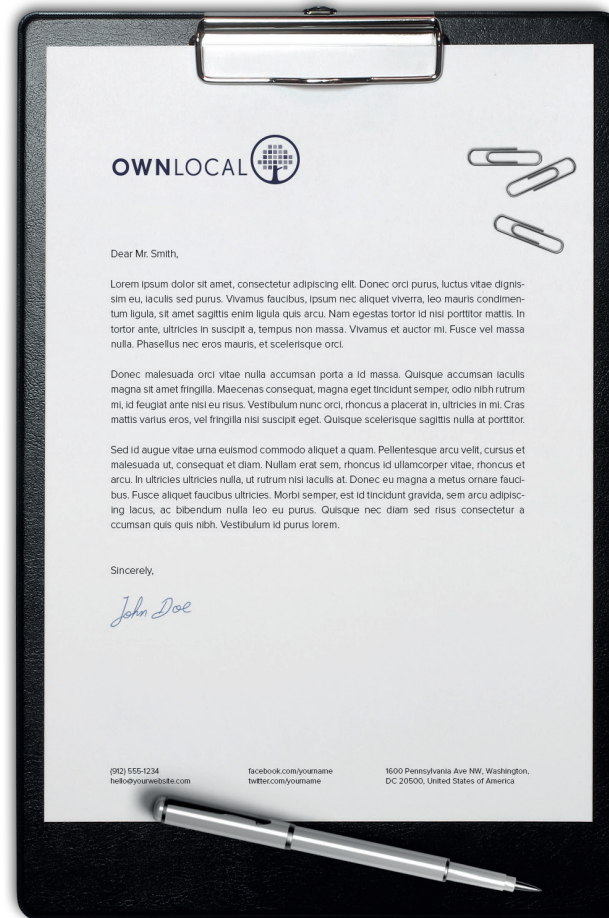 OWNLOCAL
Dear Mr. Smith,
Lorem ipsum dolor sit amet, consectetur adipiscing elit. Donec orci purus, luctus vitae dignis-
sim eu, iaculis sed purus. Vivamus faucibus, ipsum nec aliquet viverra, leo mauris condimen-
tum ligula, sit amet sagittis enim ligula quis arcu. Nam egestas tortor id nisi porttitor mattis. In
tortor ante, ultricies in suscipit a, tempus non massa. Vivamus et auctor mi. Fusce vel massa
nulla. Phasellus nec eros mauris, et scelerisque orci.
Donec malesuada orci vitae nulla accumsan porta a id massa. Quisque accumsan iaculis
magna sit amet fringilla. Maecenas consequat, magna eget tincidunt semper, odio nibh rutrum
mi, id feugiat ante nisi eu risus. Vestibulum nunc orci, rhoncus a placerat in, ultricies in mi. Cras
mattis varius eros, vel fringilla nisi suscipit eget. Quisque scelerisque sagittis nulla at porttitor.
Sed id augue vitae urna euismod commodo aliquet a quam. Pellentesque arcu velit, cursus et
malesuada ut, consequat et diam. Nullam erat sem, rhoncus id ullamcorper vitae, rhoncus et
arcu. In ultricies ultricies nulla, ut rutrum nisi iaculis at. Donec eu magna a metus ornare fauci-
bus. Fusce aliquet faucibus ultricies. Morbi semper, est id tincidunt gravida, sem arcu adipisc-
ing lacus, ac bibendum nulla leo eu purus. Quisque nec diam sed risus consectetur a
ccumsan quis quis nibh. Vestibulum id purus lorem.
Sincerely,
John Doe
(912) 555-1234
hello@yourwebsite.com
facebook.com/yourname
twitter.com/yourname
1600 Pennsylvania Ave NW, Washington,
DC 20500, United States of America